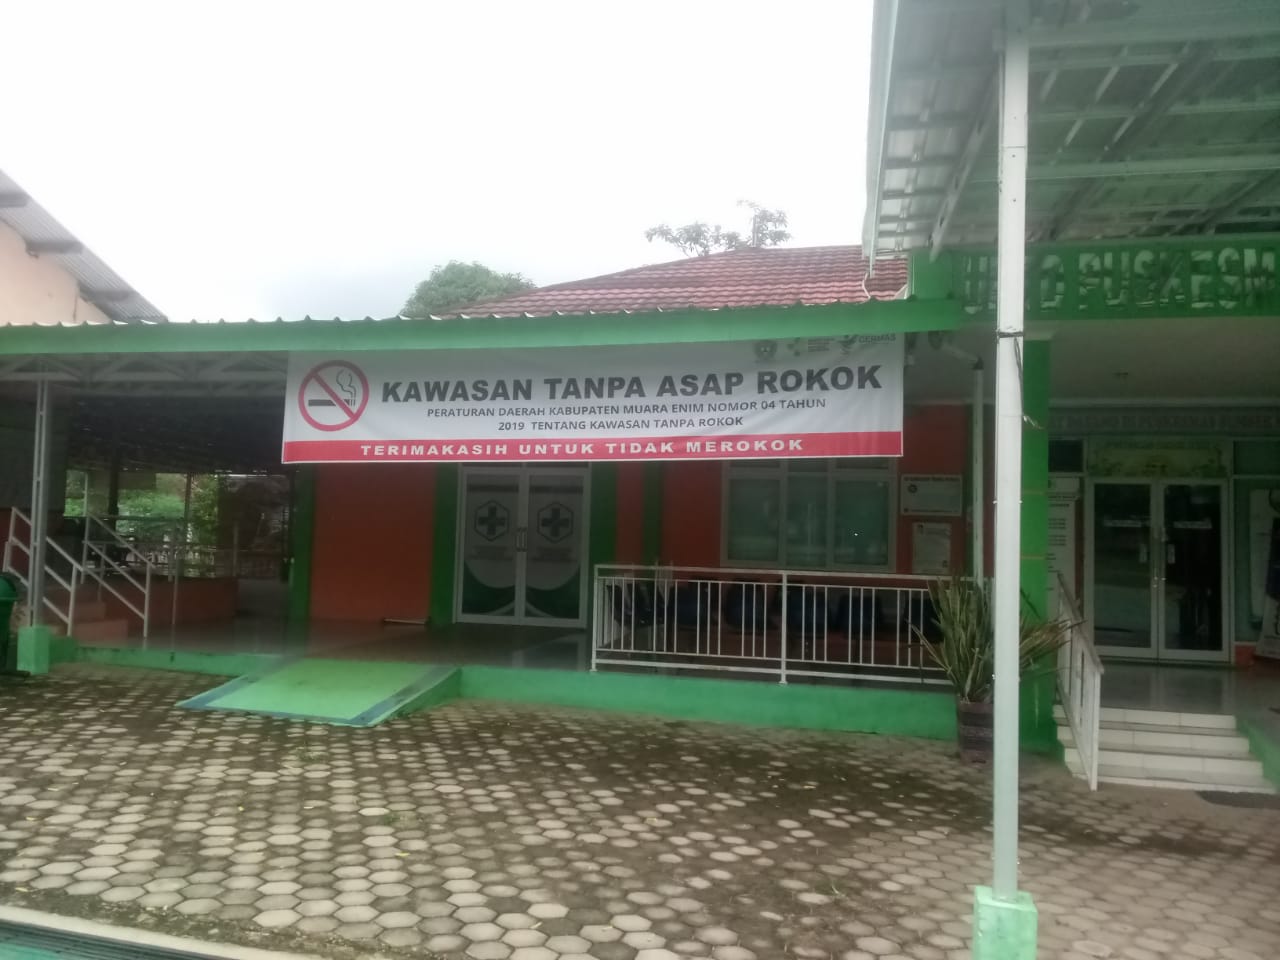 GERMAS
KAWASAN TANPA ASAP ROKOK
PERATURAN DAERAH KABUPATEN MUARA ENIM NOMOR 04 TAHUN
2019 TENTANG KAWASAN TANPA ROKOK
TERIMAKASIH UNTUK TIDAK MEROKOK
PUSKESM